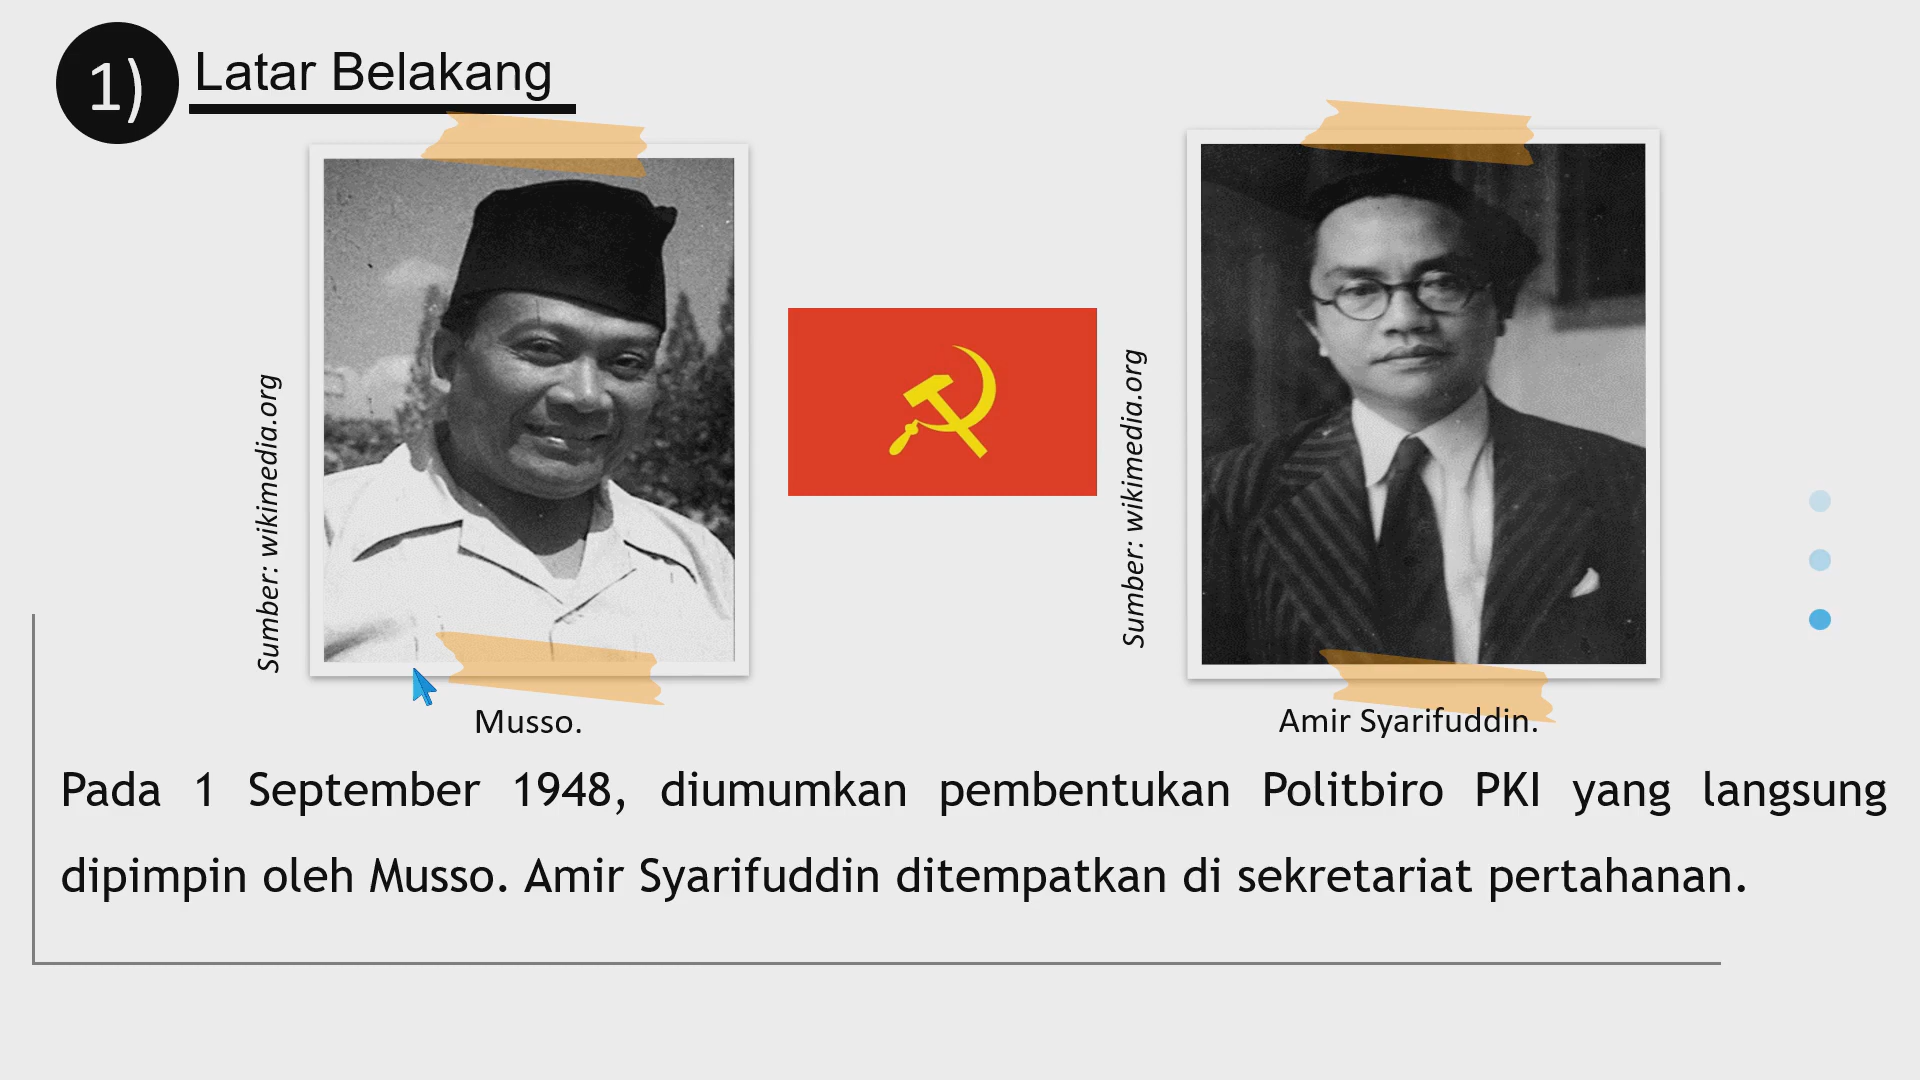 1) Latar Belakang
Sumber: wikimedia.org
Sumber: wikimedia.org
Musso.
Amir Syarifuddin.
Pada 1 September 1948, diumumkan pembentukan Politbiro PKI yang langsung
dipimpin oleh Musso. Amir Syarifuddin ditempatkan di sekretariat pertahanan.